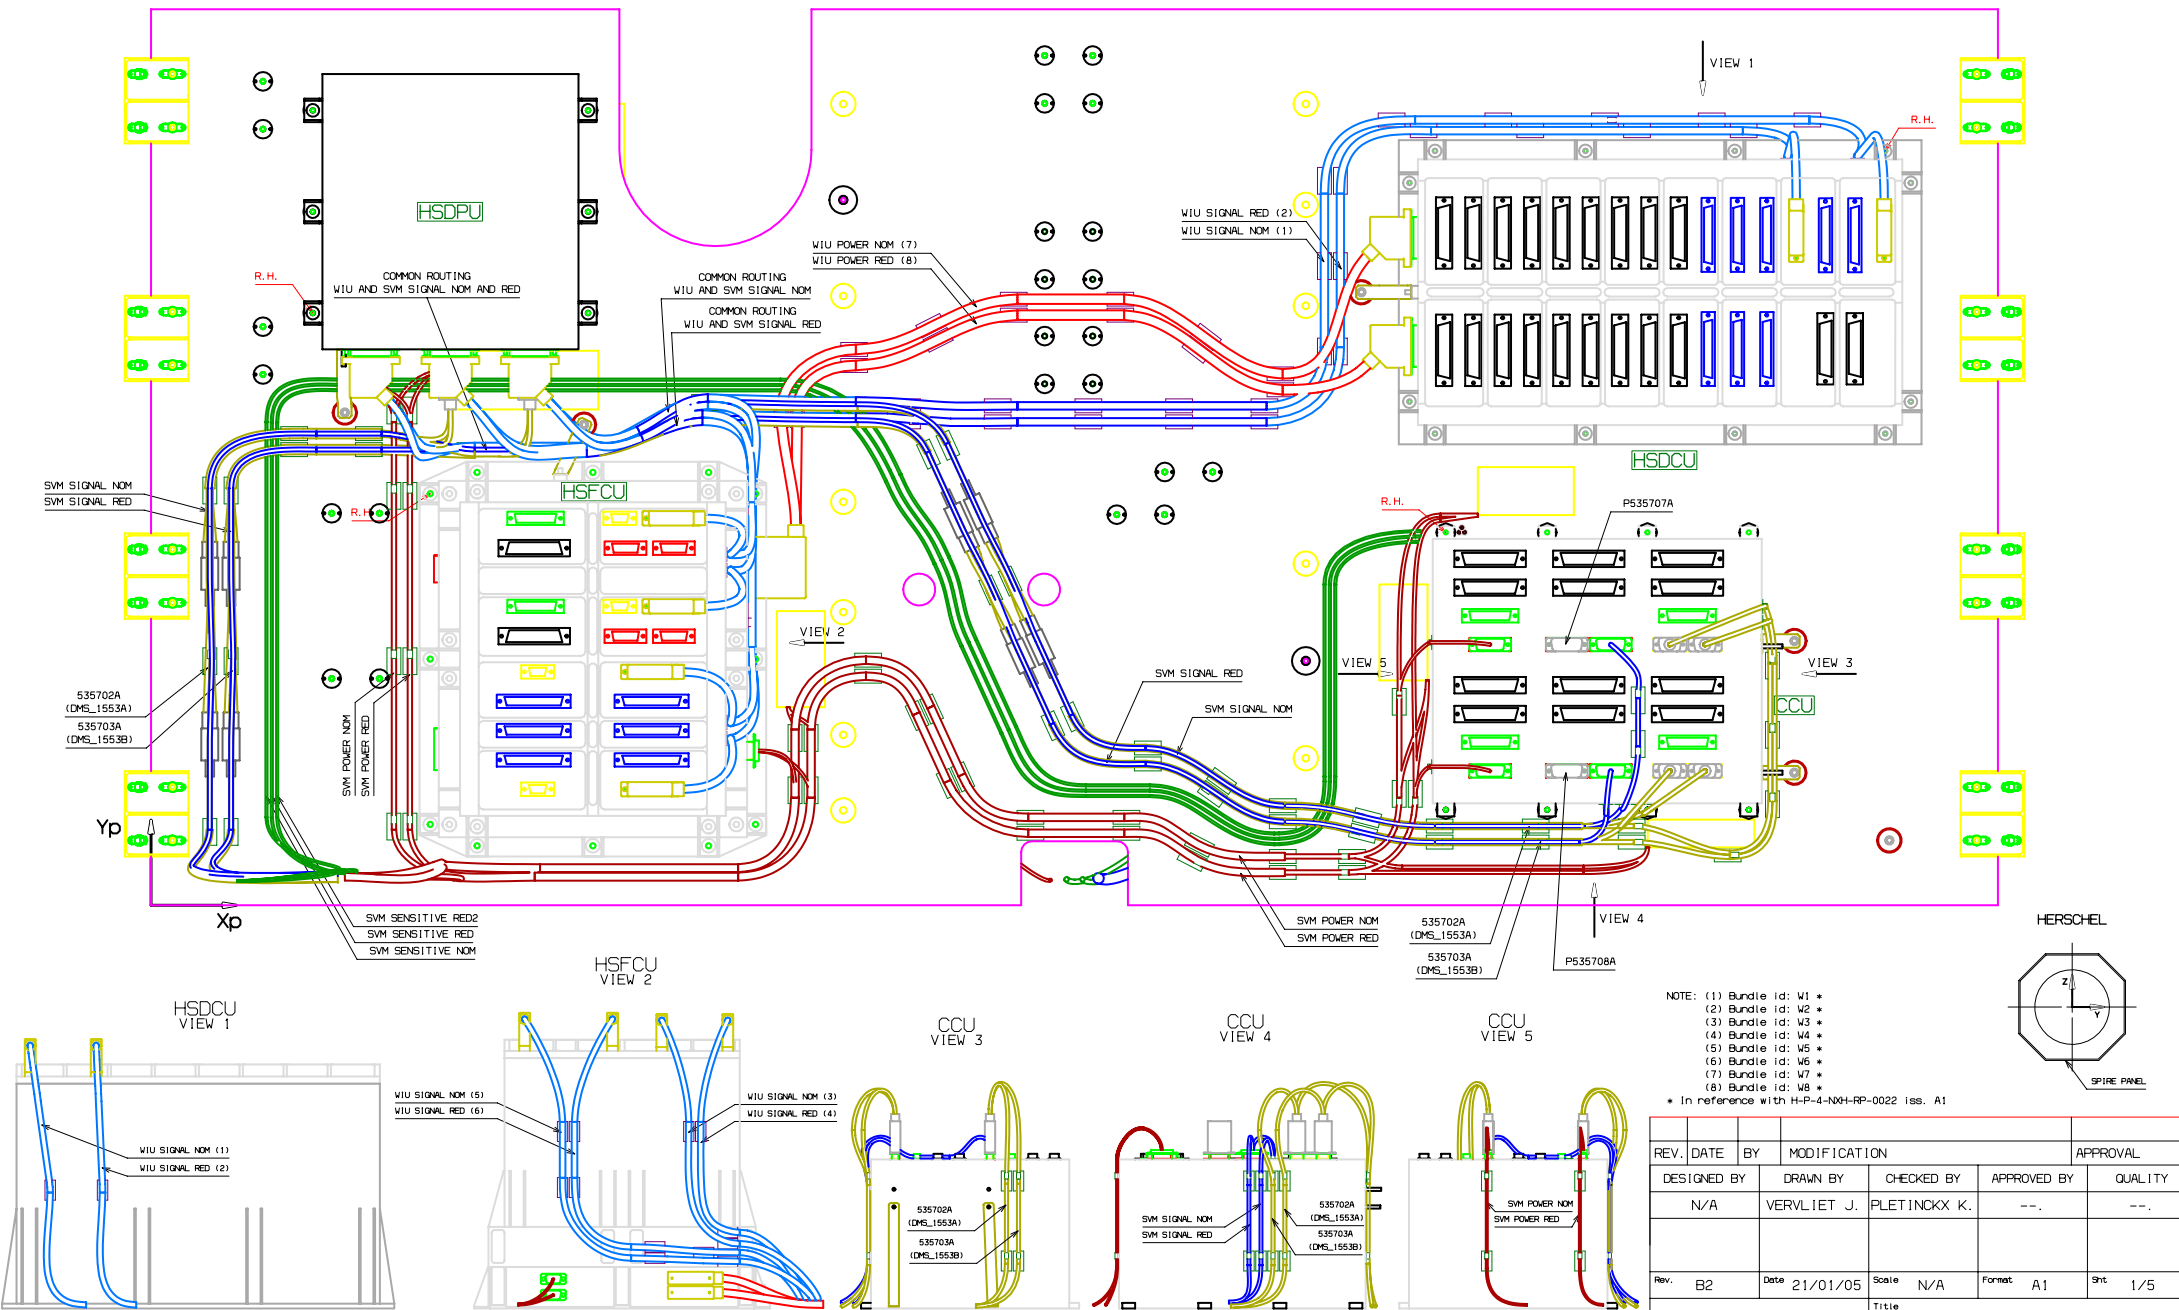 VIEW 1
R.H.
HSDPU
WIU SIGNAL RED (2)
WIU SIGNAL NOM (1)
WIU POWER NOM (7)
WIU POWER RED (8)
R.H.
COMMON ROUTING
WIU AND SVM SIGNAL NOM AND RED
COMMON ROUTING
WIU AND SVM SIGNAL NOM
COMMON ROUTING
WIU AND SVM SIGNAL RED
HSDCU
SVM SIGNAL NOM
SVM SIGNAL RED
HSFCU
R.H.
R.H.
P535707A
VIEW 2
VIEW 5
VIEW 3
SVM SIGNAL RED
SVM SIGNAL NOM
CCU
535702A
(DMS_1553A)
535703A
(DMS_1553B)
SVM POWER NOM
SVM POWER RED
Yp
Xp
SVM SENSITIVE RED2
SVM SENSITIVE RED
SVM SENSITIVE NOM
SVM POWER NOM
SVM POWER RED
535702A
(DMS_1553A)
535703A
(DMS_1553B)
P535708A
VIEW 4
HERSCHEL
Z
Y
SPIRE PANEL
HSDCU
VIEW 1
WIU SIGNAL NOM (1)
WIU SIGNAL RED (2)
HSFCU
VIEW 2
WIU SIGNAL NOM (5)
WIU SIGNAL RED (6)
WIU SIGNAL NOM (3)
WIU SIGNAL RED (4)
CCU
VIEW 3
535702A
(DMS_1553A)
535703A
(DMS_1553B)
CCU
VIEW 4
SVM SIGNAL NOM
SVM SIGNAL RED
535702A
(DMS_1553A)
535703A
(DMS_1553B)
CCU
VIEW 5
SVM POWER NOM
SVM POWER RED
NOTE: (1) Bundle id: W1 *
(2) Bundle id: W2 *
(3) Bundle id: W3 *
(4) Bundle id: W4 *
(5) Bundle id: W5 *
(6) Bundle id: W6 *
(7) Bundle id: W7 *
(8) Bundle id: W8 *
* In reference with H-P-4-NXH-RP-0022 iss. A1
REV. DATE BY MODIFICATION APPROVAL
DESIGNED BY DRAWN BY CHECKED BY APPROVED BY QUALITY
N/A VERVLIET J. PLETINCKX K. --. --.
Rev. B2 Date 21/01/05 Scale N/A Format A1 Sht 1/5
Title